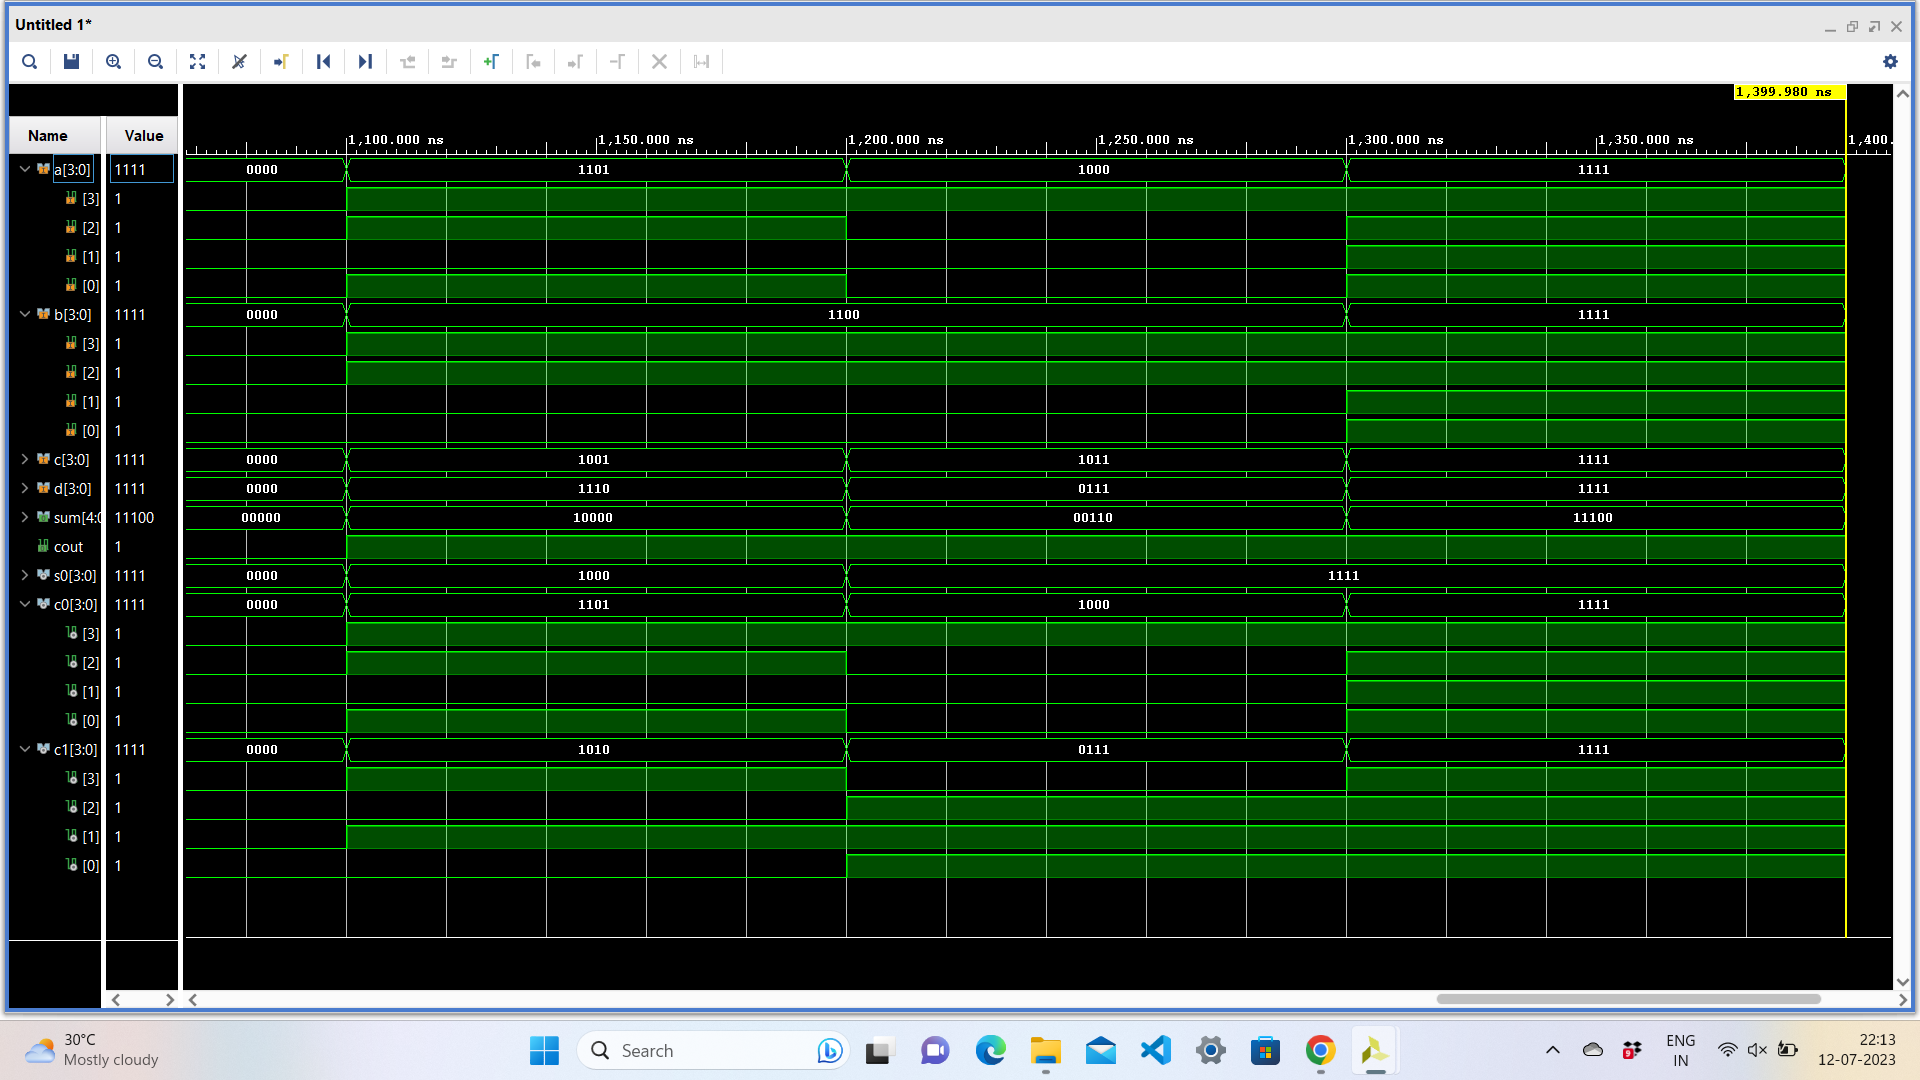 Untitled 1*
1,399.980 ns
Name Value
1,100.000 ns 1,150.000 ns 1,200.000 ns 1,250.000 ns 1,300.000 ns 1,350.000 ns 1,400.
a[3:0] 1111 0000 1101 1000 1111
[3] 1
[2] 1
[1] 1
[0] 1
b[3:0] 1111 0000 1100 1111
[3] 1
[2] 1
[1] 1
[0] 1
c[3:0] 1111 0000 1001 1011 1111
d[3:0] 1111 0000 1110 0111 1111
sum[4:0 11100 00000 10000 00110 11100
cout 1
s0[3:0] 1111 0000 1000 1111
c0[3:0] 1111 0000 1101 1000 1111
[3] 1
[2] 1
[1] 1
[0] 1
c1[3:0] 1111 0000 1010 0111 1111
[3] 1
[2] 1
[1] 1
[0] 1
30°C
Mostly cloudy
Search
9
ENG
IN
22:13
12-07-2023